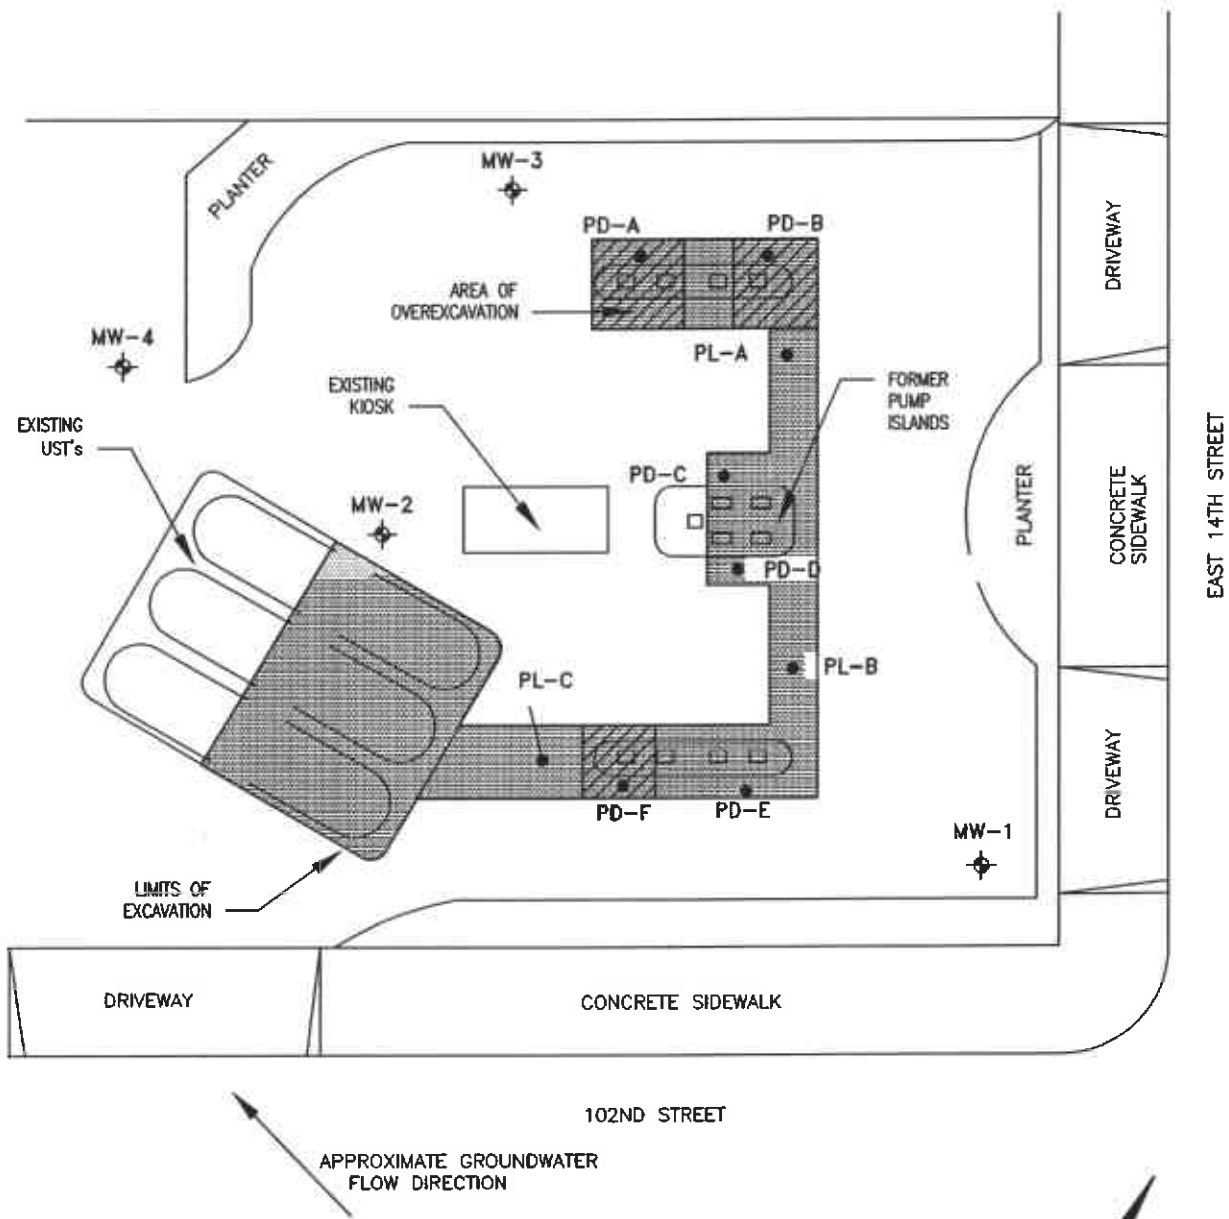 PLANTER
MW-3
PD-A
PD-B
DRIVEWAY
AREA OF
OVEREXCAVATION
MW-4
PL-A
EXISTING
KIOSK
FORMER
PUMP
ISLANDS
EXISTING
UST's
PD-C
MW-2
PLANTER
CONCRETE
SIDEWALK
EAST 14TH STREET
PD-D
PL-C
PL-B
DRIVEWAY
PD-F
PD-E
MW-1
LIMITS OF
EXCAVATION
DRIVEWAY
CONCRETE SIDEWALK
102ND STREET
APPROXIMATE GROUNDWATER
FLOW DIRECTION